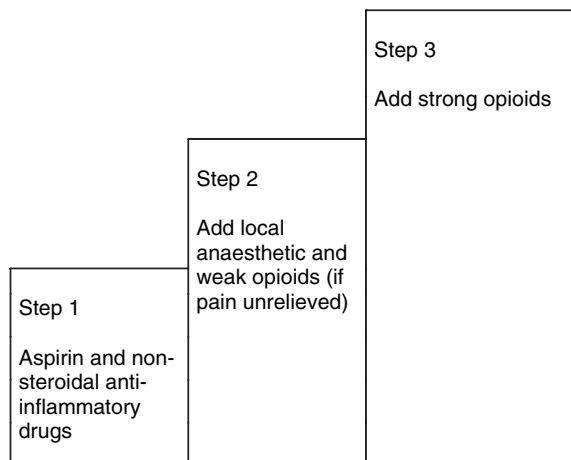 Step 3
Add strong opioids
Step 2
Add local
anaesthetic and
weak opioids (if
pain unrelieved)
Step 1
Aspirin and non-
steroidal anti-
inflammatory
drugs